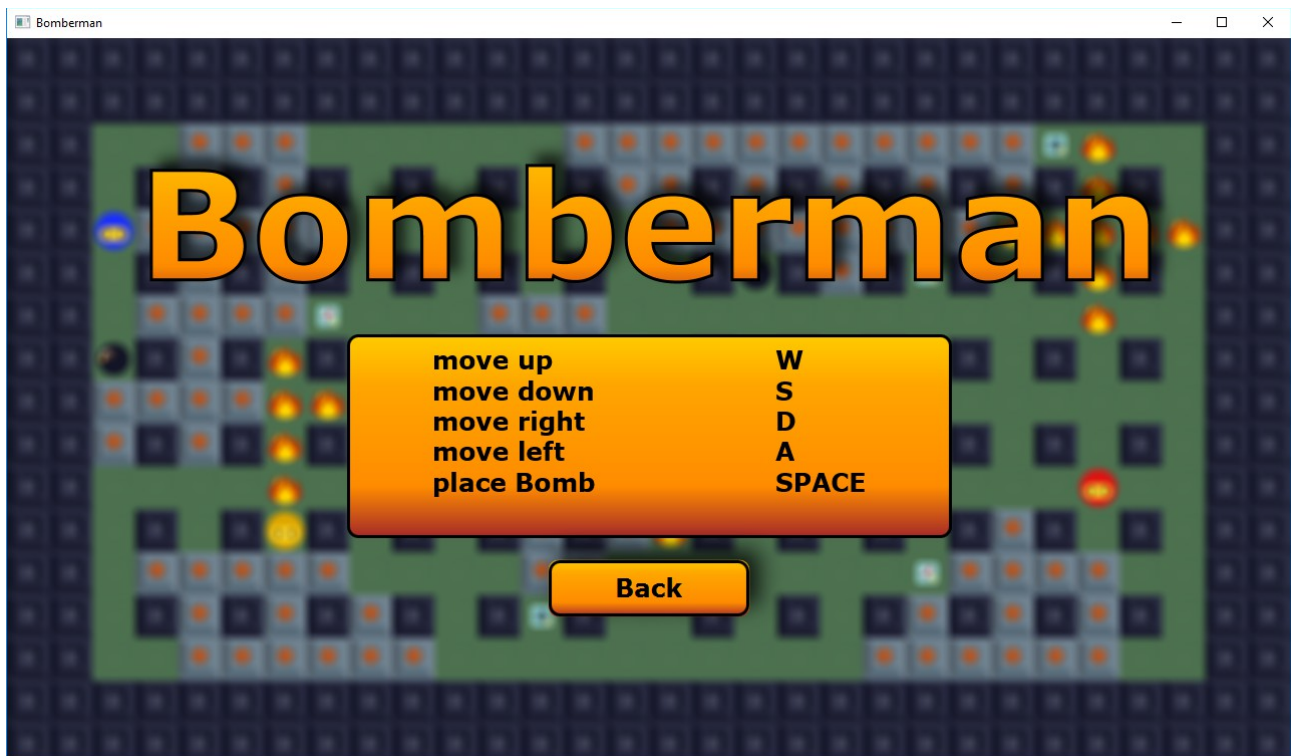 Bomberman
Bomberman
move up W
move down S
move right D
move left A
place Bomb SPACE
Back